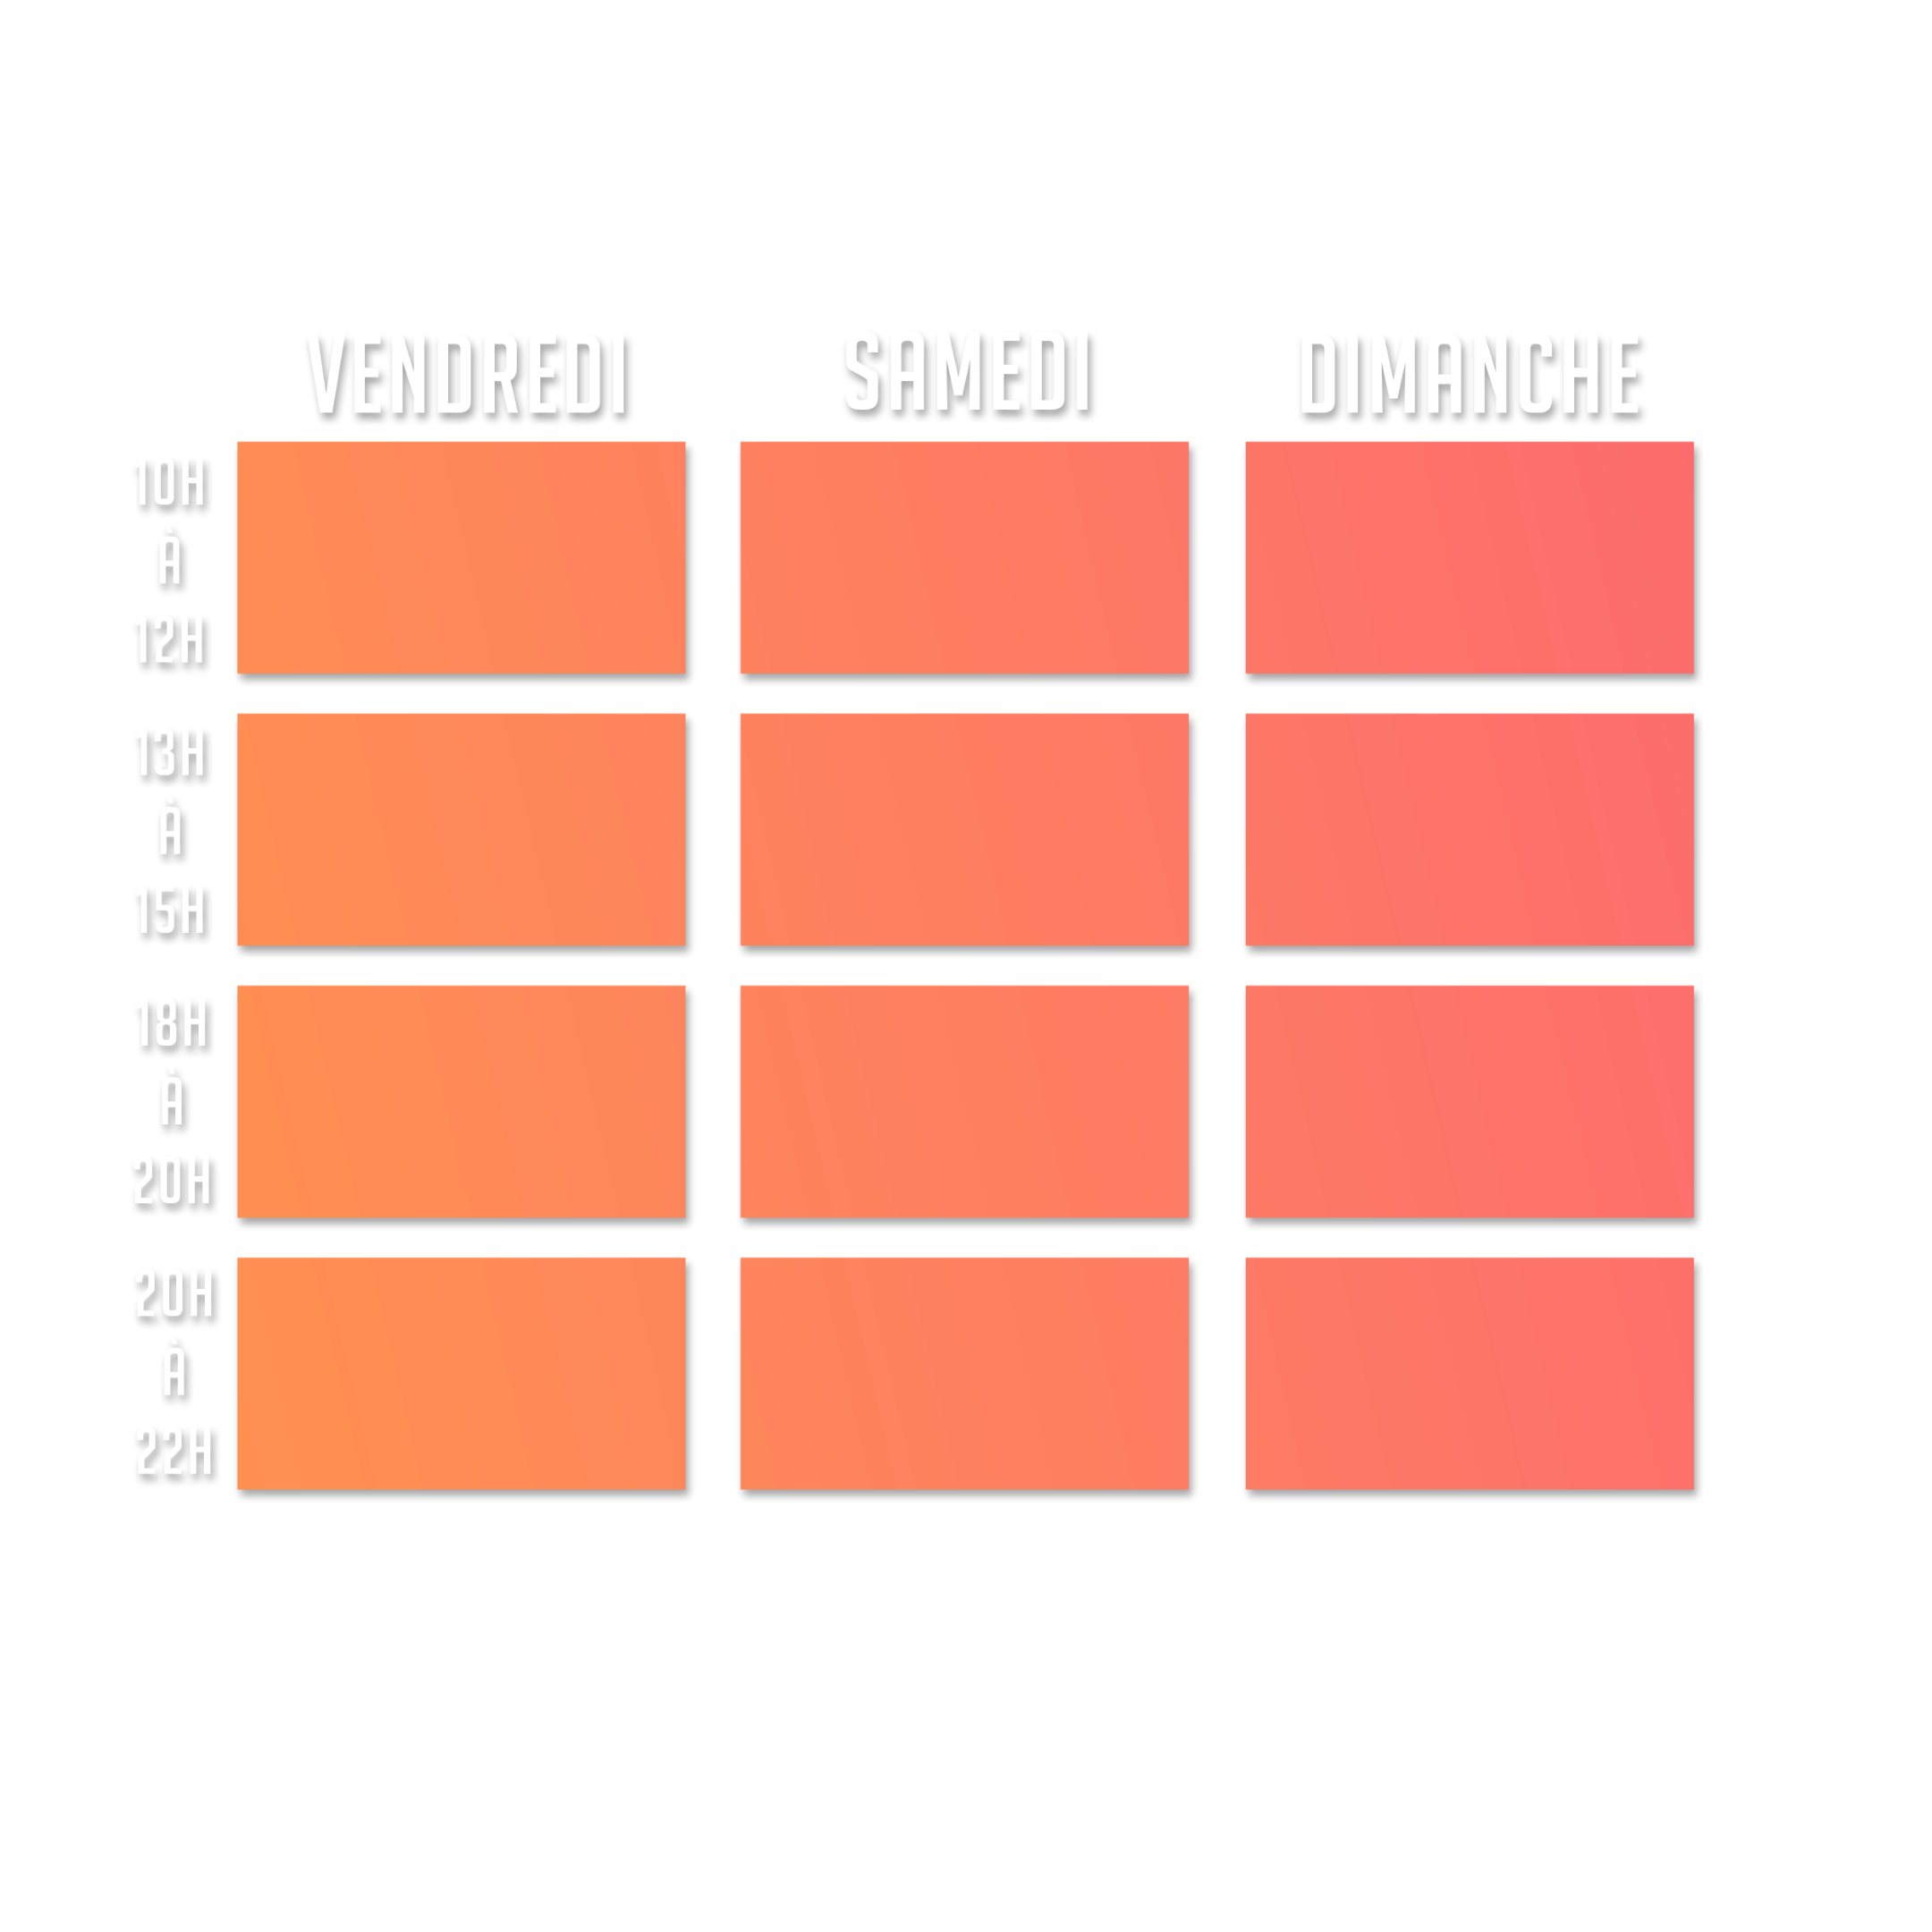 VENDREDI SAMEDI DIMANCHE
10H
À
12H
13H
À
15H
18H
À
20H
20H
À
22H